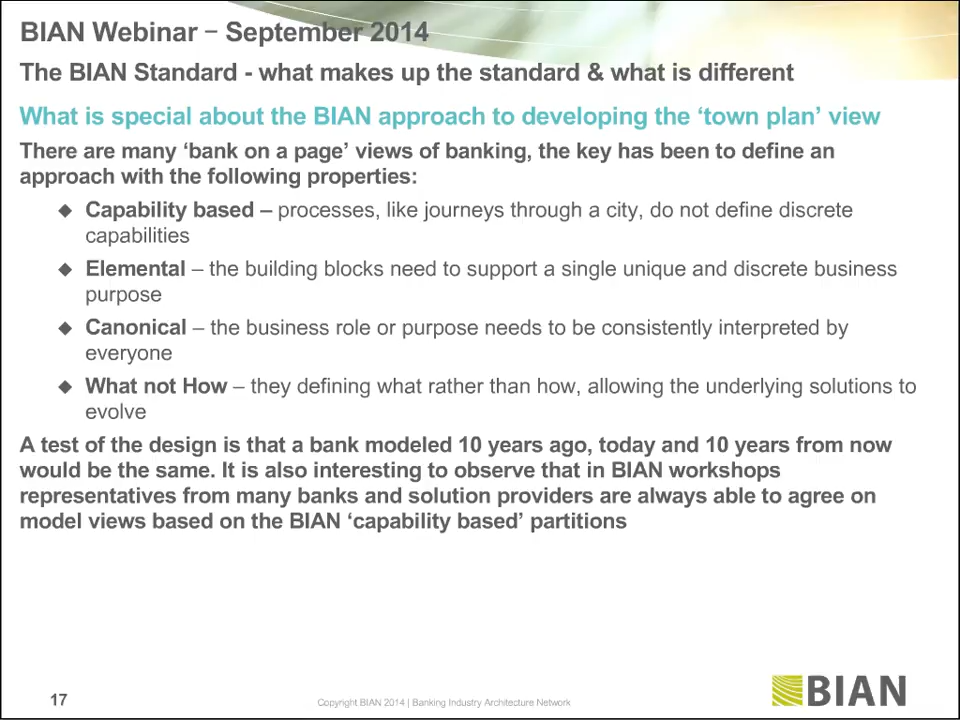 BIAN Webinar – September 2014
The BIAN Standard - what makes up the standard & what is different
What is special about the BIAN approach to developing the ‘town plan’ view
There are many ‘bank on a page’ views of banking, the key has been to define an
approach with the following properties:
◆ Capability based – processes, like journeys through a city, do not define discrete
capabilities
◆ Elemental – the building blocks need to support a single unique and discrete business
purpose
◆ Canonical – the business role or purpose needs to be consistently interpreted by
everyone
◆ What not How – they defining what rather than how, allowing the underlying solutions to
evolve
A test of the design is that a bank modeled 10 years ago, today and 10 years from now
would be the same. It is also interesting to observe that in BIAN workshops
representatives from many banks and solution providers are always able to agree on
model views based on the BIAN ‘capability based’ partitions
17
Copyright BIAN 2014 | Banking Industry Architecture Network
BIAN